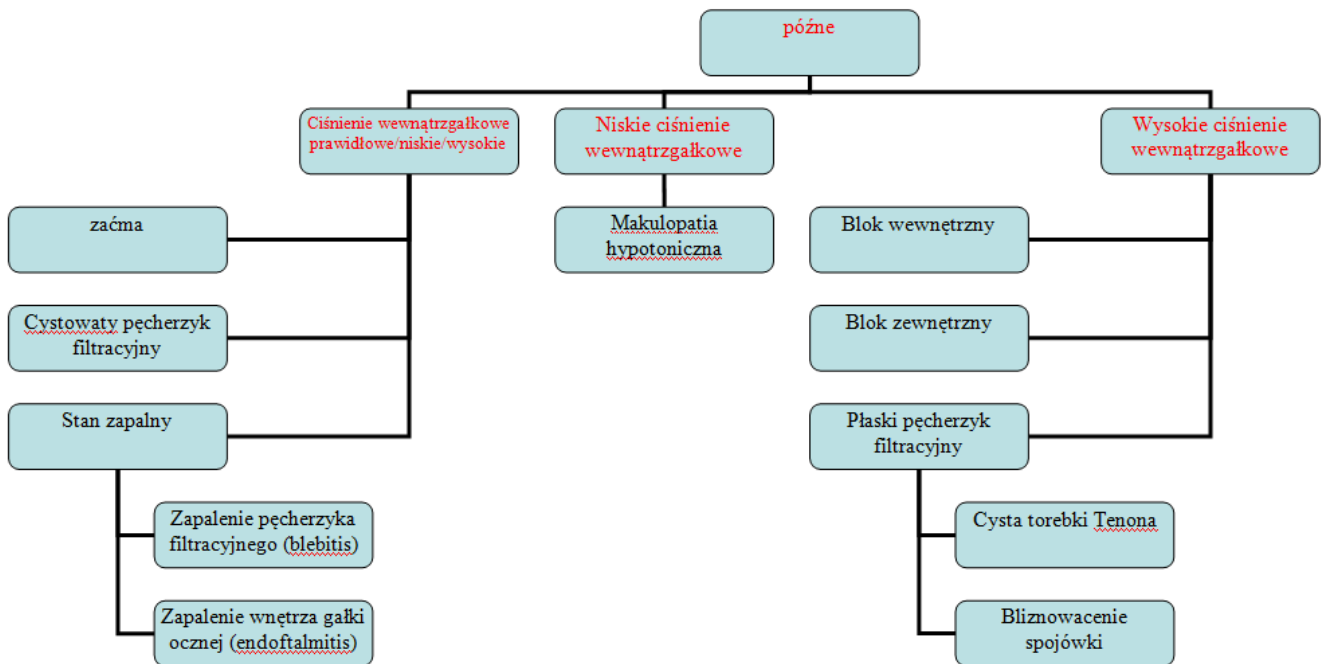 późne
Ciśnienie wewnątrzgałkowe
prawidłowe/niskie/wysokie
Niskie ciśnienie
wewnątrzgałkowe
Wysokie ciśnienie
wewnątrzgałkowe
zaćma
Makulopatia
hypotoniczna
Blok wewnętrzny
Cystowaty pęcherzyk
filtracyjny
Blok zewnętrzny
Stan zapalny
Płaski pęcherzyk
filtracyjny
Zapalenie pęcherzyka
filtracyjnego (blebitis)
Cysta torebki Tenona
Zapalenie wnętrza gałki
ocznej (endoftalmitis)
Bliznowacenie
spojówki